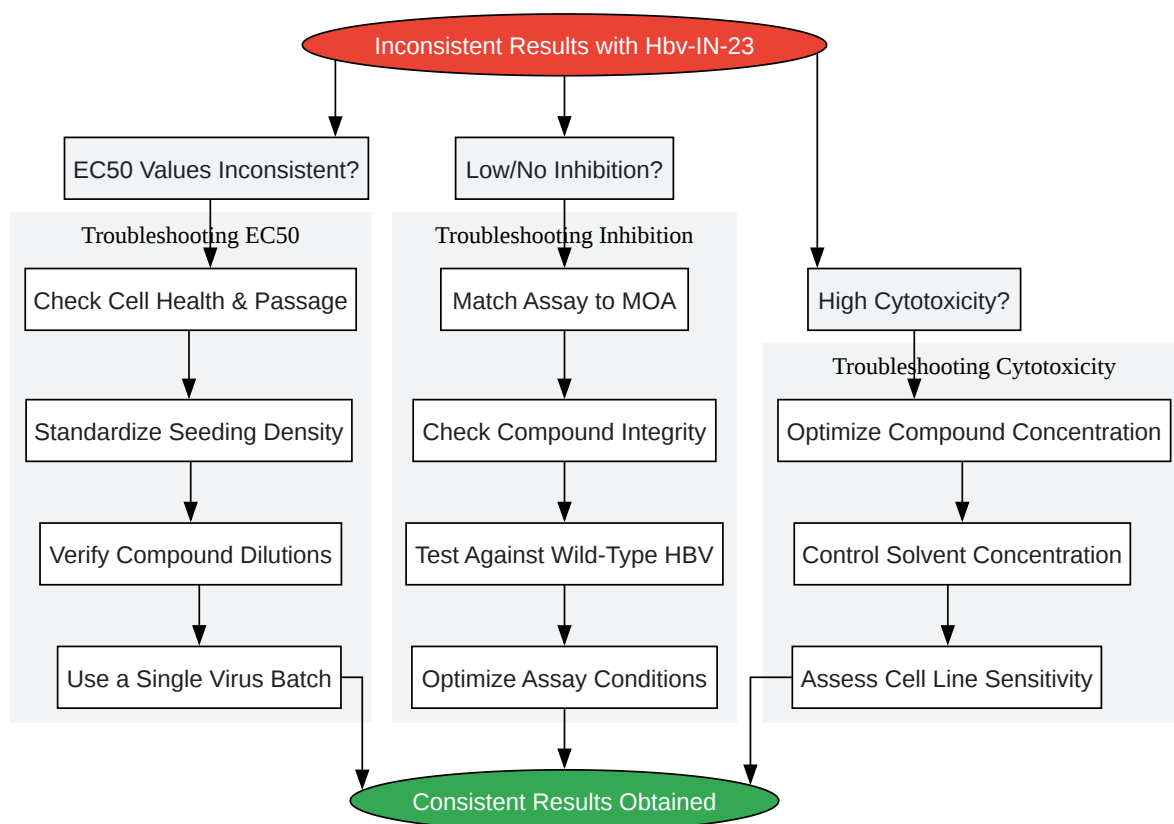 Inconsistent Results with Hbv-IN-23
EC50 Values Inconsistent?
Low/No Inhibition?
Troubleshooting EC50
Troubleshooting Inhibition
Check Cell Health & Passage
Match Assay to MOA
High Cytotoxicity?
Troubleshooting Cytotoxicity
Standardize Seeding Density
Check Compound Integrity
Optimize Compound Concentration
Verify Compound Dilutions
Test Against Wild-Type HBV
Control Solvent Concentration
Use a Single Virus Batch
Optimize Assay Conditions
Assess Cell Line Sensitivity
Consistent Results Obtained